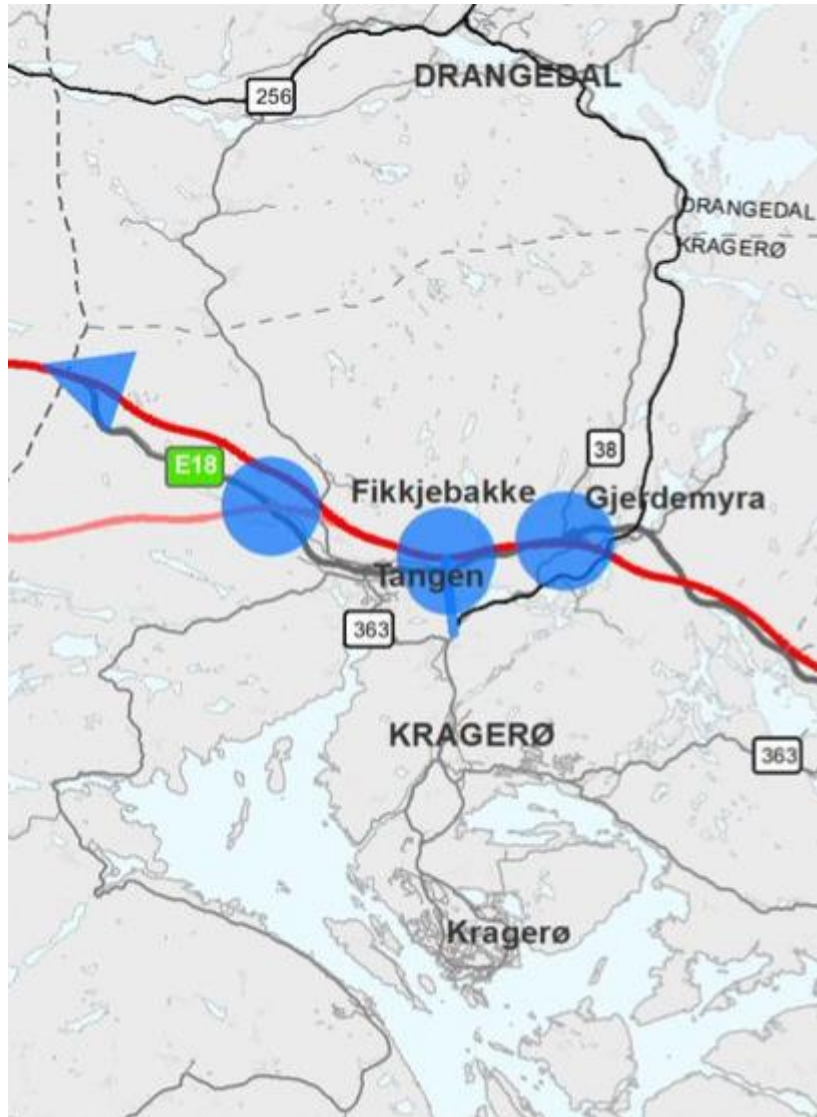 DRANGEDAL
256
DRANGEDAL
KRAGERØ
38
E18
Fikkjebakke
Gjerdemyra
Tangen
363
KRAGERØ
363
Kragerø